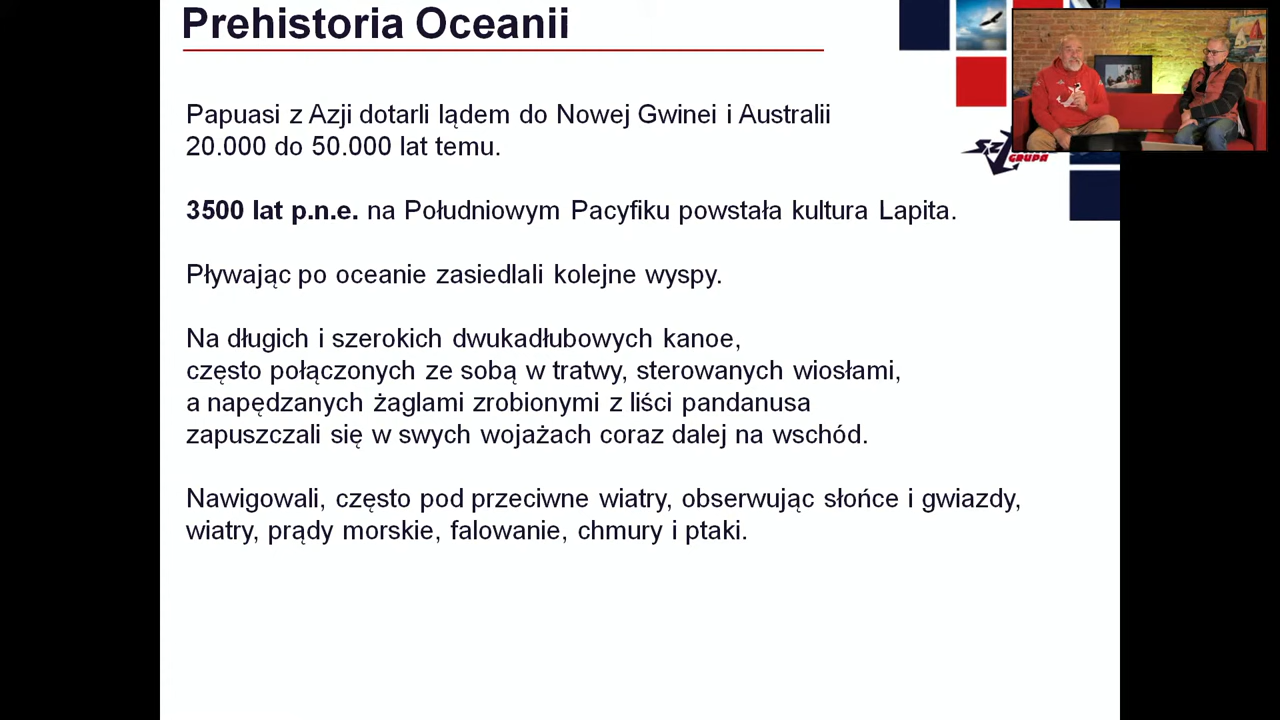 Prehistoria Oceanii
Papuasi z Azji dotarli lądem do Nowej Gwinei i Australii
20.000 do 50.000 lat temu.
3500 lat p.n.e. na Południowym Pacyfiku powstała kultura Lapita.
Pływając po oceanie zasiedlali kolejne wyspy.
Na długich i szerokich dwukadłubowych kanoe,
często połączonych ze sobą w tratwy, sterowanych wiosłami,
a napędzanych żaglami zrobionymi z liści pandanusa
zapuszczali się w swych wojażach coraz dalej na wschód.
Nawigowali, często pod przeciwne wiatry, obserwując słońce i gwiazdy,
wiatry, prądy morskie, falowanie, chmury i ptaki.
GRUPA